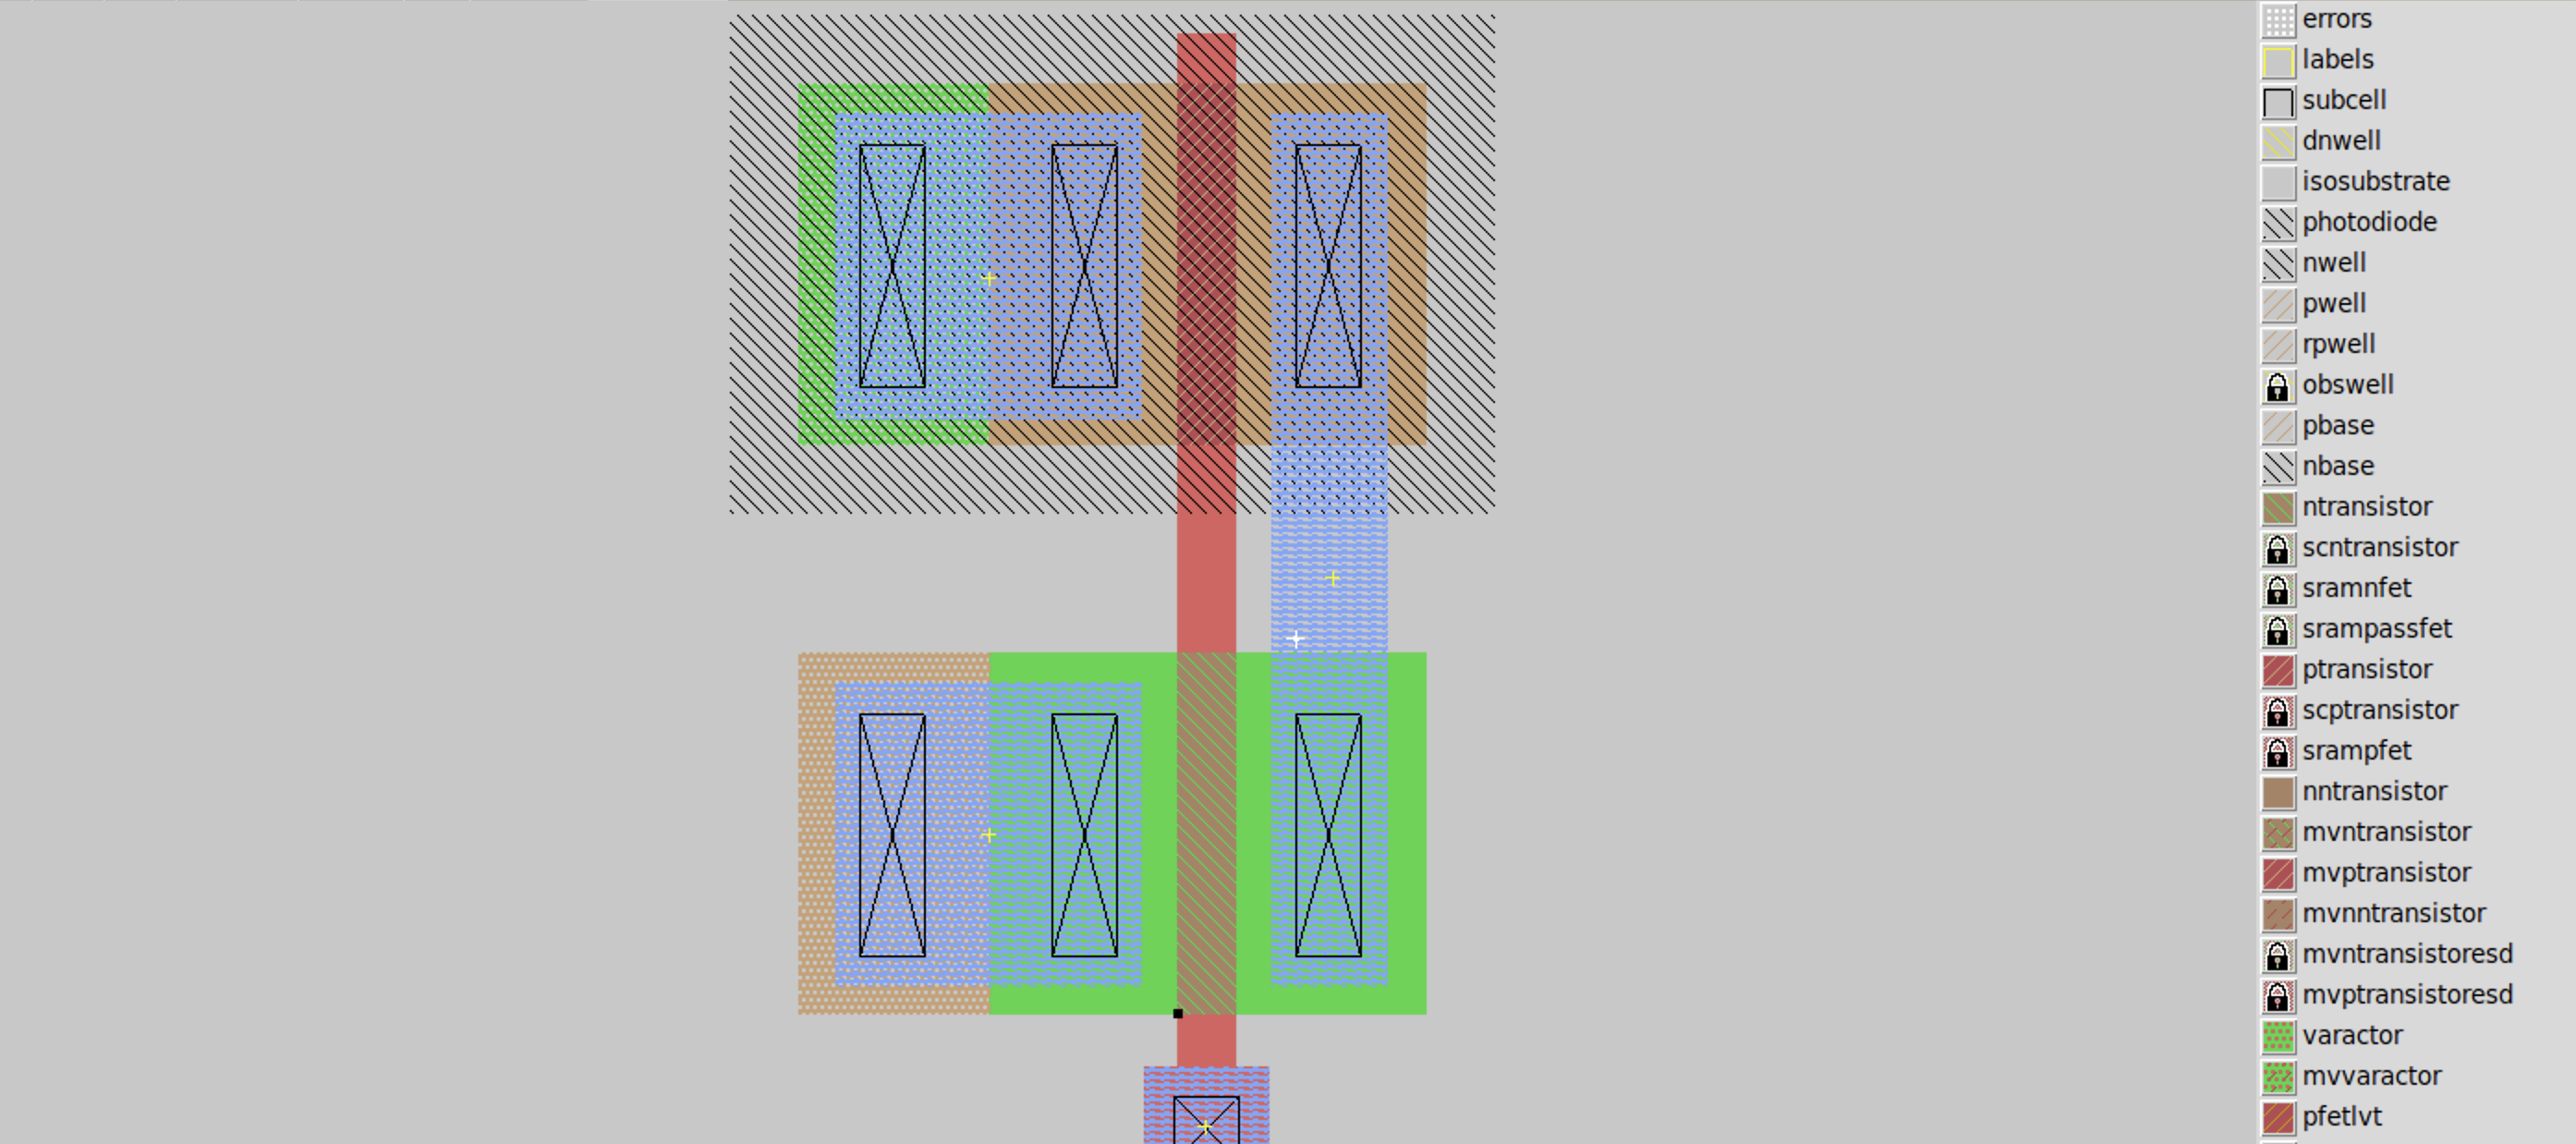 errors
labels
subcell
dnwell
isosubstrate
photodiode
nwell
pwell
rpwell
obswell
pbase
nbase
ntransistor
scntransistor
sramnfet
srampassfet
ptransistor
scptransistor
srampfet
nntransistor
mvntransistor
mvptransistor
mvnntransistor
mvntransistoresd
mvptransistoresd
varactor
mvvaractor
pfetlvt